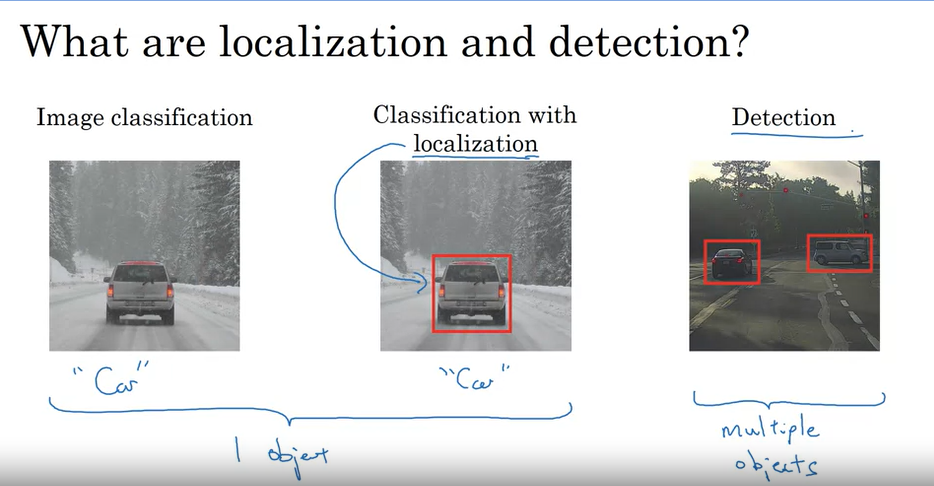 What are localization and detection?
Image classification
Classification with
localization
Detection
"Car"
"Car"
1 object
multiple
objects